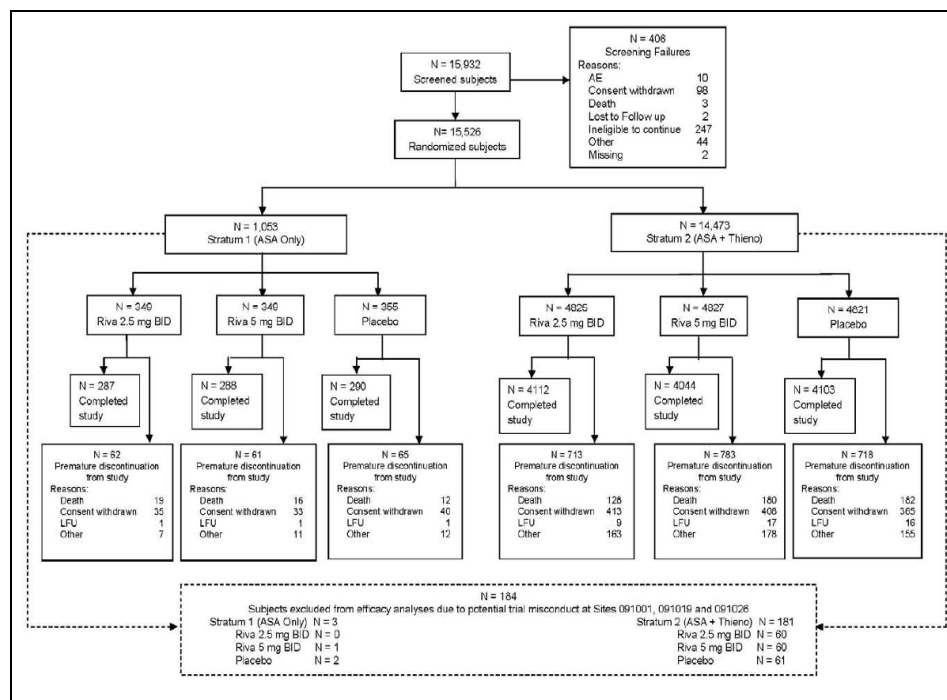 N = 15,932
Screened subjects
N = 406
Screening Failures
Reasons:
AE 10
Consent withdrawn 98
Death 3
Lost to Follow up 2
Ineligible to continue 247
Other 44
Missing 2
N= 15,526
Randomized subjects
N = 1,053
Stratum 1 (ASA Only)
N = 14,473
Stratum 2 (ASA + Thieno)
N = 349
Riva 2.5 mg BID
N = 349
Riva 5 mg BID
N = 355
Placebo
N = 4825
Riva 2.5 mg BID
N = 4827
Riva 5 mg BID
N = 4821
Placebo
N = 287
Completed
study
N = 288
Completed
study
N = 290
Completed
study
N = 4112
Completed
study
N = 4044
Completed
study
N = 4103
Completed
study
N = 62
Premature discontinuation
from study
Reasons:
Death 19
Consent withdrawn 35
LFU 1
Other 7
N = 61
Premature discontinuation
from study
Reasons:
Death 16
Consent withdrawn 33
LFU 1
Other 11
N = 65
Premature discontinuation
from study
Reasons:
Death 12
Consent withdrawn 40
LFU 1
Other 12
N = 713
Premature discontinuation
from study
Reasons:
Death 128
Consent withdrawn 413
LFU 9
Other 163
N = 783
Premature discontinuation
from study
Reasons:
Death 180
Consent withdrawn 408
LFU 17
Other 178
N = 718
Premature discontinuation
from study
Reasons:
Death 182
Consent withdrawn 365
LFU 16
Other 155
N = 184
Subjects excluded from efficacy analyses due to potential trial misconduct at Sites 091001, 091019 and 091026
Stratum 1 (ASA Only) N = 3
Riva 2.5 mg BID N = 0
Riva 5 mg BID N = 1
Placebo N = 2
Stratum 2 (ASA + Thieno) N = 181
Riva 2.5 mg BID N = 60
Riva 5 mg BID N = 60
Placebo N = 61